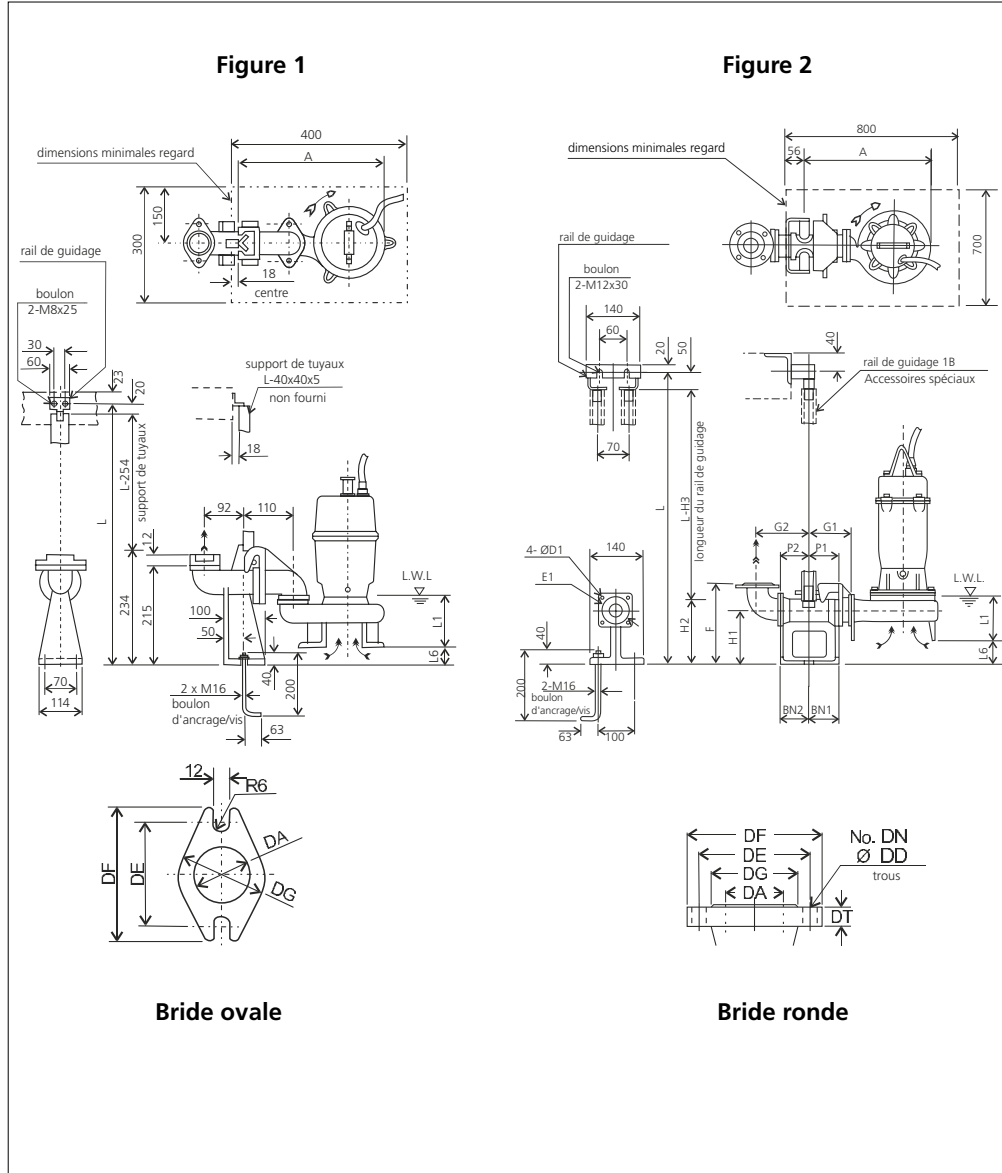 Figure 1
Figure 2
400
dimensions minimales regard
A
150
300
rail de guidage
18
centre
boulon
2-M8x25
30
60
23
20
support de tuyaux
L-40x40x5
non fourni
18
L-254
support de tuyaux
L
92
110
12
234
215
100
50
L.W.L
L1
L6
40
200
70
114
2 x M16
boulon
d'ancrage/vis
63
12
R6
DA
DF
DE
DG
Bride ovale
800
dimensions minimales regard
56
A
700
rail de guidage
boulon
2-M12x30
140
60
20
50
40
rail de guidage 1B
Accessoires spéciaux
70
L
L-H3
longueur du rail de guidage
G2
G1
P2
P1
4- ØD1
140
E1
L.W.L.
L1
L6
F
H1
H2
40
200
2-M16
boulon
d'ancrage/vis
63
100
BN2
BN1
DF
DE
DG
DA
No. DN
Ø DD
trous
DT
Bride ronde